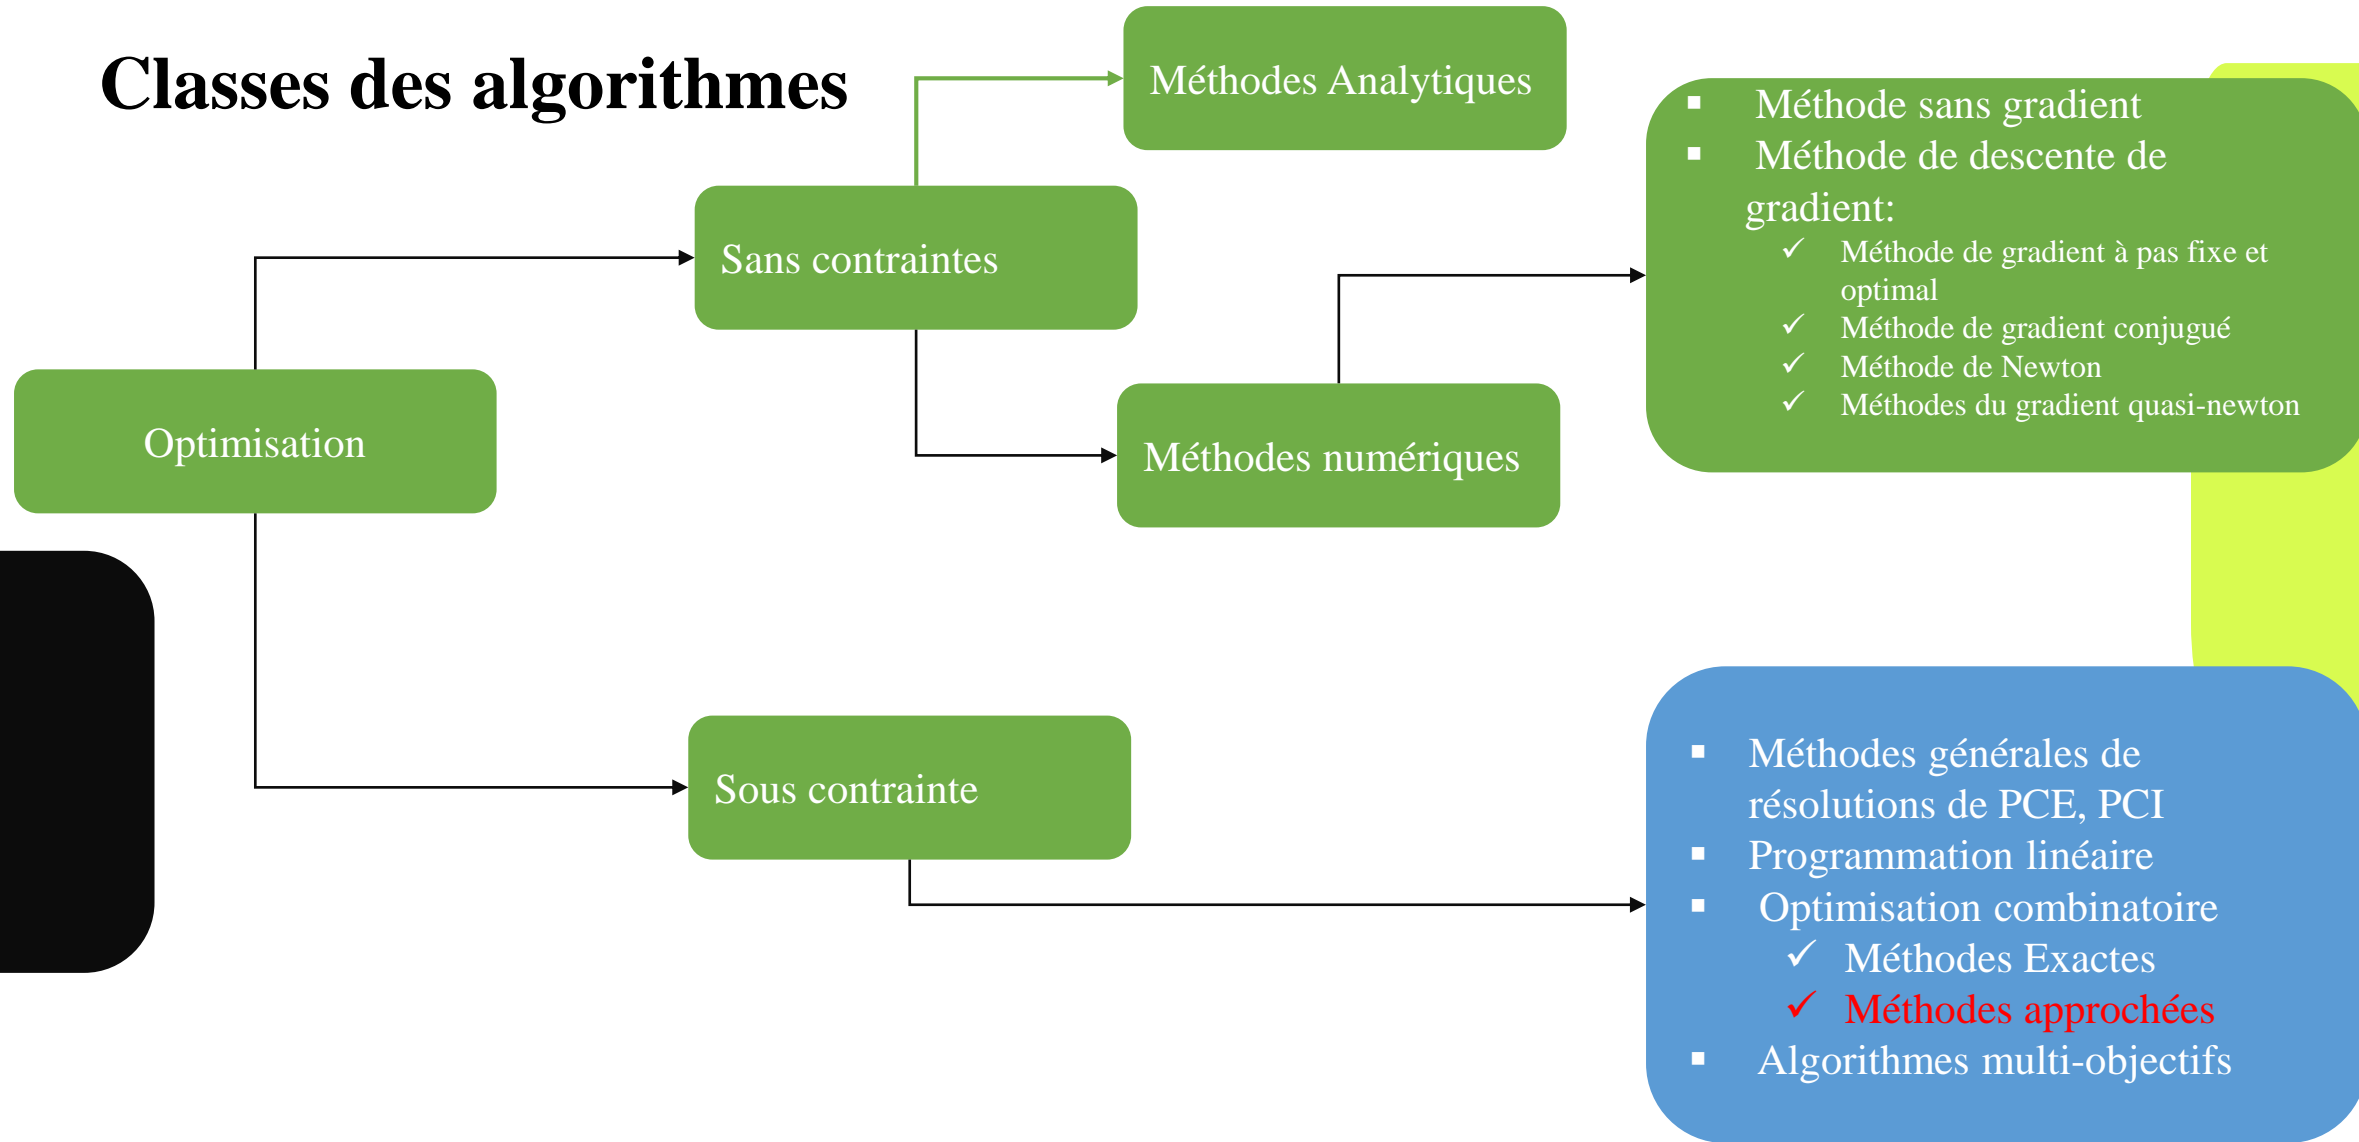 Classes des algorithmes
Méthodes Analytiques
Sans contraintes
Optimisation
Méthodes numériques
▪ Méthode sans gradient
▪ Méthode de descente de
gradient:
✓ Méthode de gradient à pas fixe et
optimal
✓ Méthode de gradient conjugué
✓ Méthode de Newton
✓ Méthodes du gradient quasi-newton
Sous contrainte
▪ Méthodes générales de
résolutions de PCE, PCI
▪ Programmation linéaire
▪ Optimisation combinatoire
✓ Méthodes Exactes
✓ Méthodes approchées
▪ Algorithmes multi-objectifs